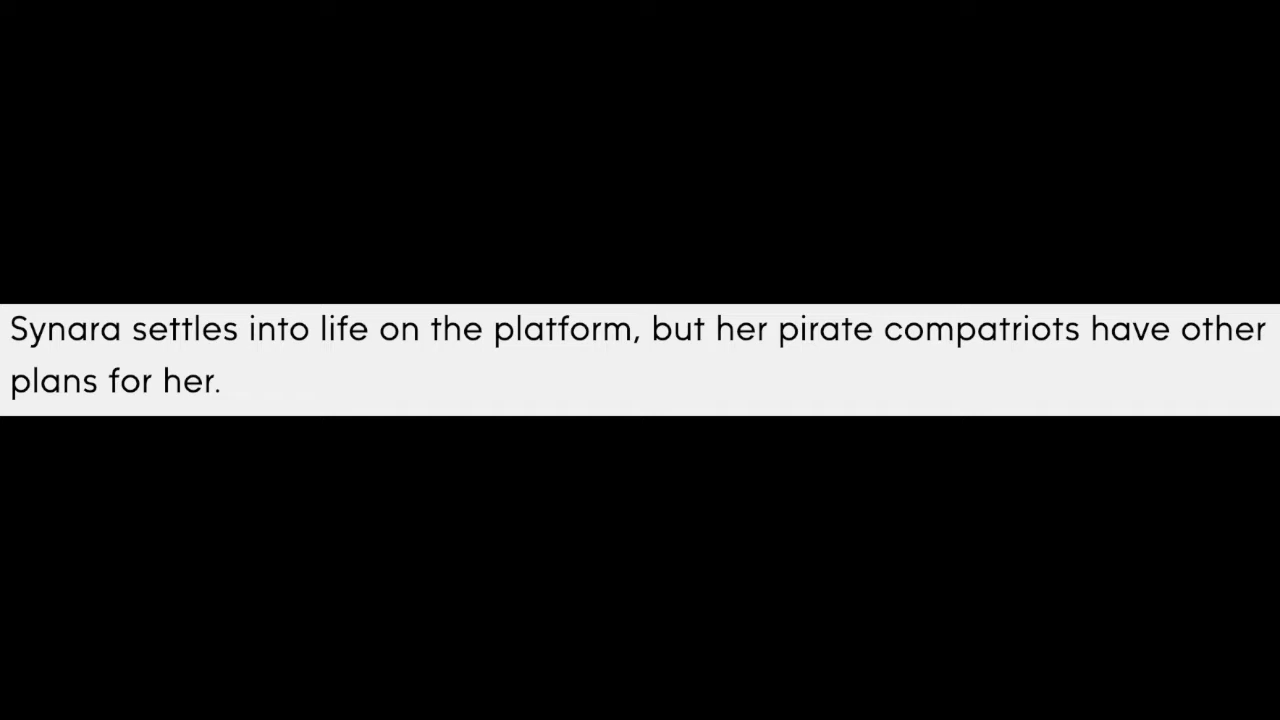 Synara settles into life on the platform, but her pirate compatriots have other
plans for her.